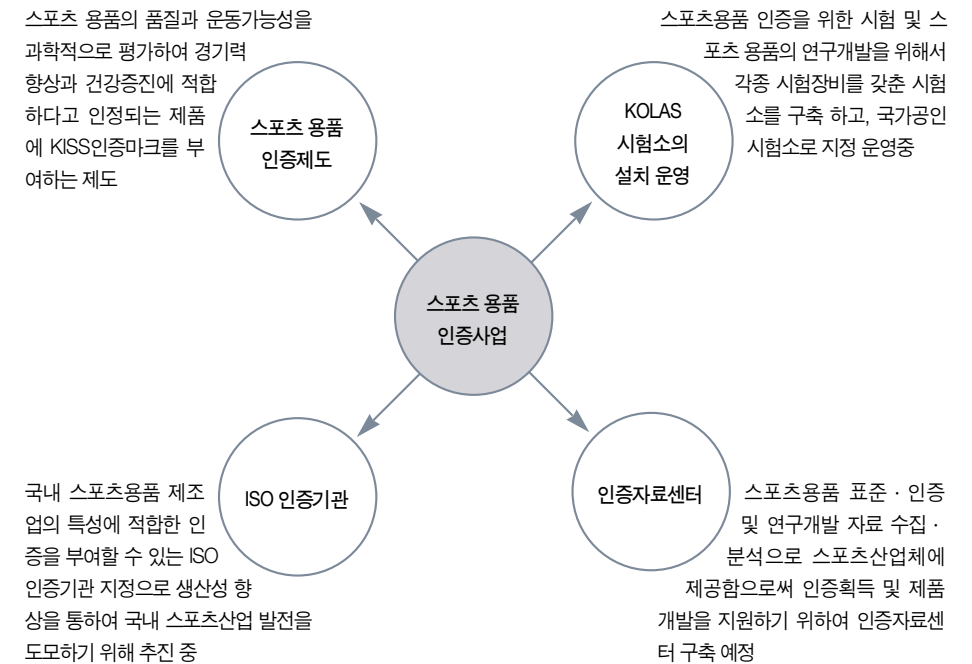 스포츠 용품의 품질과 운동가능성을
과학적으로 평가하여 경기력
향상과 건강증진에 적합
하다고 인정되는 제품
에 KISS인증마크를 부
여하는 제도
스포츠 용품
인증제도
스포츠용품 인증을 위한 시험 및 스
포츠 용품의 연구개발을 위해서
각종 시험장비를 갖춘 시험
소를 구축 하고, 국가공인
시험소로 지정 운영중
KOLAS
시험소의
설치 운영
스포츠 용품
인증사업
국내 스포츠용품 제조
업의 특성에 적합한 인
증을 부여할 수 있는 ISO
인증기관 지정으로 생산성 향
상을 통하여 국내 스포츠산업 발전을
도모하기 위해 추진 중
ISO 인증기관
인증자료센터
스포츠용품 표준 · 인증
및 연구개발 자료 수집 ·
분석으로 스포츠산업체에
제공함으로써 인증획득 및 제품
개발을 지원하기 위하여 인증자료센
터 구축 예정